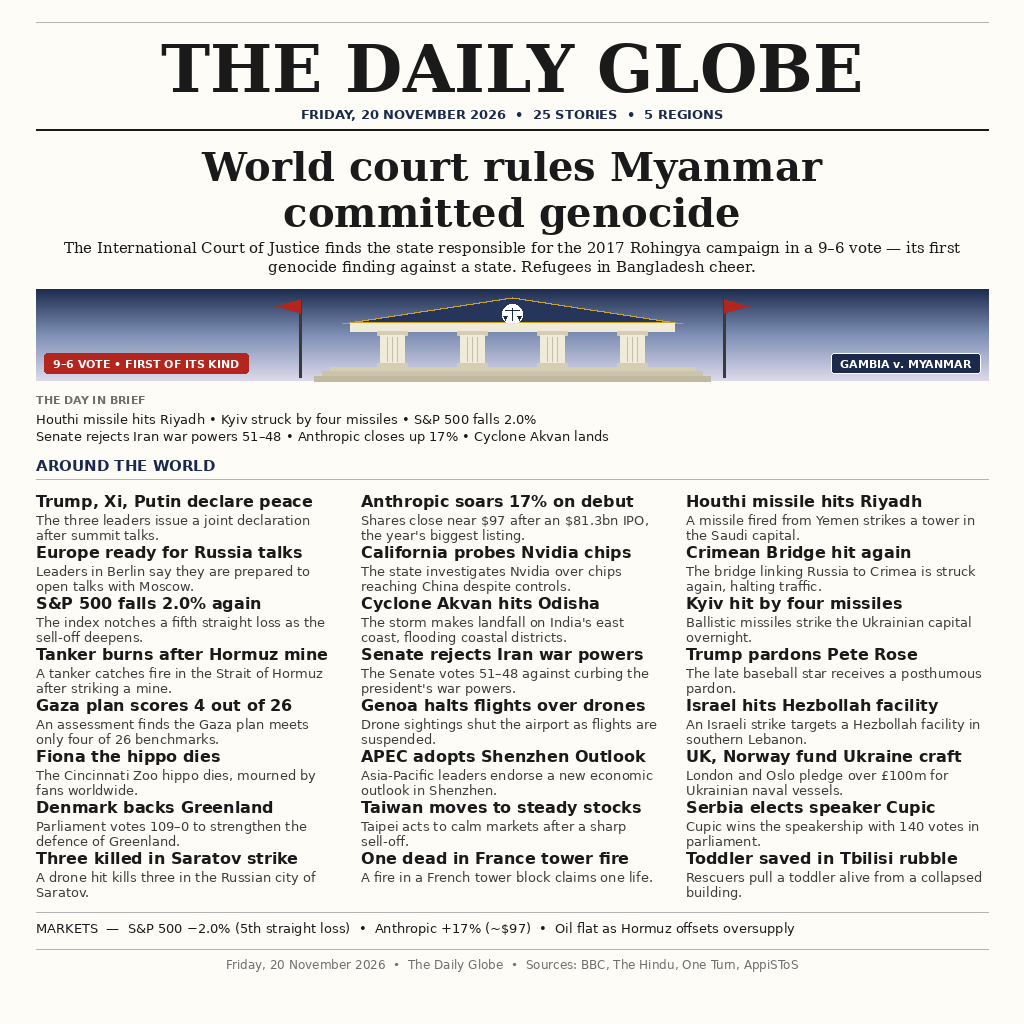 THE DAILY GLOBE
FRIDAY, 20 NOVEMBER 2026 • 25 STORIES • 5 REGIONS
World court rules Myanmar
committed genocide
The International Court of Justice finds the state responsible for the 2017 Rohingya campaign in a 9–6 vote — its first
genocide finding against a state. Refugees in Bangladesh cheer.
9–6 VOTE • FIRST OF ITS KIND
GAMBIA v. MYANMAR
THE DAY IN BRIEF
Houthi missile hits Riyadh • Kyiv struck by four missiles • S&P 500 falls 2.0%
Senate rejects Iran war powers 51–48 • Anthropic closes up 17% • Cyclone Akvan lands
AROUND THE WORLD
Trump, Xi, Putin declare peace
The three leaders issue a joint declaration
after summit talks.
Europe ready for Russia talks
Leaders in Berlin say they are prepared to
open talks with Moscow.
S&P 500 falls 2.0% again
The index notches a fifth straight loss as the
sell-off deepens.
Tanker burns after Hormuz mine
A tanker catches fire in the Strait of Hormuz
after striking a mine.
Gaza plan scores 4 out of 26
An assessment finds the Gaza plan meets
only four of 26 benchmarks.
Fiona the hippo dies
The Cincinnati Zoo hippo dies, mourned by
fans worldwide.
Denmark backs Greenland
Parliament votes 109–0 to strengthen the
defence of Greenland.
Three killed in Saratov strike
A drone hit kills three in the Russian city of
Saratov.
Anthropic soars 17% on debut
Shares close near $97 after an $81.3bn IPO,
the year's biggest listing.
California probes Nvidia chips
The state investigates Nvidia over chips
reaching China despite controls.
Cyclone Akvan hits Odisha
The storm makes landfall on India's east
coast, flooding coastal districts.
Senate rejects Iran war powers
The Senate votes 51–48 against curbing the
president's war powers.
Genoa halts flights over drones
Drone sightings shut the airport as flights are
suspended.
APEC adopts Shenzhen Outlook
Asia-Pacific leaders endorse a new economic
outlook in Shenzhen.
Taiwan moves to steady stocks
Taipei acts to calm markets after a sharp
sell-off.
One dead in France tower fire
A fire in a French tower block claims one life.
Houthi missile hits Riyadh
A missile fired from Yemen strikes a tower in
the Saudi capital.
Crimean Bridge hit again
The bridge linking Russia to Crimea is struck
again, halting traffic.
Kyiv hit by four missiles
Ballistic missiles strike the Ukrainian capital
overnight.
Trump pardons Pete Rose
The late baseball star receives a posthumous
pardon.
Israel hits Hezbollah facility
An Israeli strike targets a Hezbollah facility in
southern Lebanon.
UK, Norway fund Ukraine craft
London and Oslo pledge over £100m for
Ukrainian naval vessels.
Serbia elects speaker Cupic
Cupic wins the speakership with 140 votes in
parliament.
Toddler saved in Tbilisi rubble
Rescuers pull a toddler alive from a collapsed
building.
MARKETS — S&P 500 −2.0% (5th straight loss) • Anthropic +17% (~$97) • Oil flat as Hormuz offsets oversupply
Friday, 20 November 2026 • The Daily Globe • Sources: BBC, The Hindu, One Turn, AppiSToS